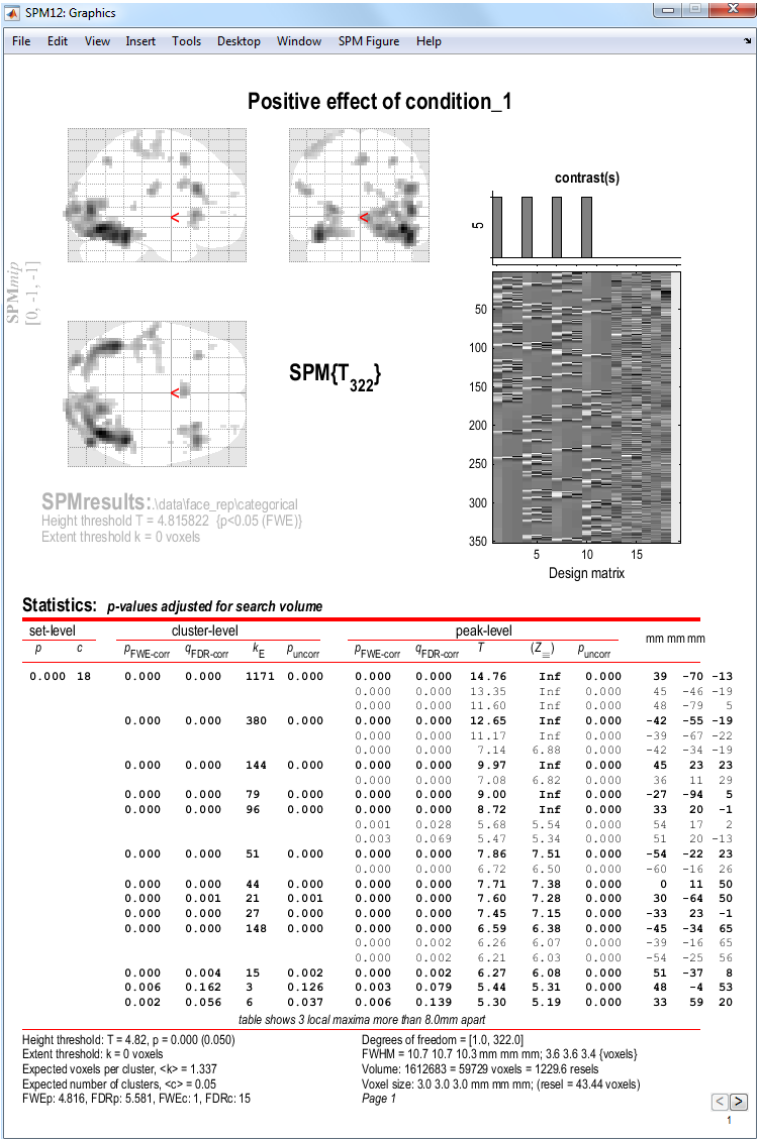 SPM12: Graphics
File Edit View Insert Tools Desktop Window SPM Figure Help
Positive effect of condition_1
SPMmip
[0, -1, -1]
<
<
<
SPM{T322}
contrast(s)
5
50
100
150
200
250
300
350
5 10 15
Design matrix
SPMresults: .\data\face_rep\categorical
Height threshold T = 4.815822 {p<0.05 (FWE)}
Extent threshold k = 0 voxels
Statistics: p-values adjusted for search volume
set-level cluster-level peak-level mm mm mm
p c pFWE-corr qFDR-corr kE puncorr pFWE-corr qFDR-corr T (Z≡) puncorr
0.000 18 0.000 0.000 1171 0.000 0.000 0.000 14.76 Inf 0.000 39 -70 -13
0.000 0.000 13.35 Inf 0.000 45 -46 -19
0.000 0.000 11.60 Inf 0.000 48 -79 5
0.000 0.000 380 0.000 0.000 0.000 12.65 Inf 0.000 -42 -55 -19
0.000 0.000 11.17 Inf 0.000 -39 -67 -22
0.000 0.000 7.14 6.88 0.000 -42 -34 -19
0.000 0.000 144 0.000 0.000 0.000 9.97 Inf 0.000 45 23 23
0.000 0.000 7.08 6.82 0.000 36 11 29
0.000 0.000 79 0.000 0.000 0.000 9.00 Inf 0.000 -27 -94 5
0.000 0.000 96 0.000 0.000 0.000 8.72 Inf 0.000 33 20 -1
0.001 0.028 5.68 5.54 0.000 54 17 2
0.003 0.069 5.47 5.34 0.000 51 20 -13
0.000 0.000 51 0.000 0.000 0.000 7.86 7.51 0.000 -54 -22 23
0.000 0.000 6.72 6.50 0.000 -60 -16 26
0.000 0.000 44 0.000 0.000 0.000 7.71 7.38 0.000 0 11 50
0.000 0.001 21 0.001 0.000 0.000 7.60 7.28 0.000 30 -64 50
0.000 0.000 27 0.000 0.000 0.000 7.45 7.15 0.000 -33 23 -1
0.000 0.000 148 0.000 0.000 0.000 6.59 6.38 0.000 -45 -34 65
0.000 0.002 6.26 6.07 0.000 -39 -16 65
0.000 0.002 6.21 6.03 0.000 -54 -25 56
0.000 0.004 15 0.002 0.000 0.002 6.27 6.08 0.000 51 -37 8
0.006 0.162 3 0.126 0.003 0.079 5.44 5.31 0.000 48 -4 53
0.002 0.056 6 0.037 0.006 0.139 5.30 5.19 0.000 33 59 20
table shows 3 local maxima more than 8.0mm apart
Height threshold: T = 4.82, p = 0.000 (0.050)
Extent threshold: k = 0 voxels
Expected voxels per cluster, <k> = 1.337
Expected number of clusters, <c> = 0.05
FWEp: 4.816, FDRp: 5.581, FWEc: 1, FDRc: 15
Degrees of freedom = [1.0, 322.0]
FWHM = 10.7 10.7 10.3 mm mm mm; 3.6 3.6 3.4 {voxels}
Volume: 1612683 = 59729 voxels = 1229.6 resels
Voxel size: 3.0 3.0 3.0 mm mm mm; (resel = 43.44 voxels)
Page 1
< >
1